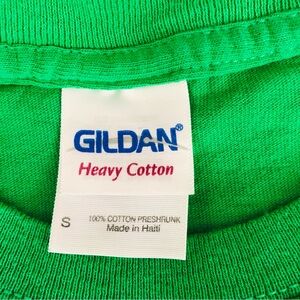 GILDAN®
Heavy Cotton
S
100% COTTON PRESHRUNK
Made in Haiti